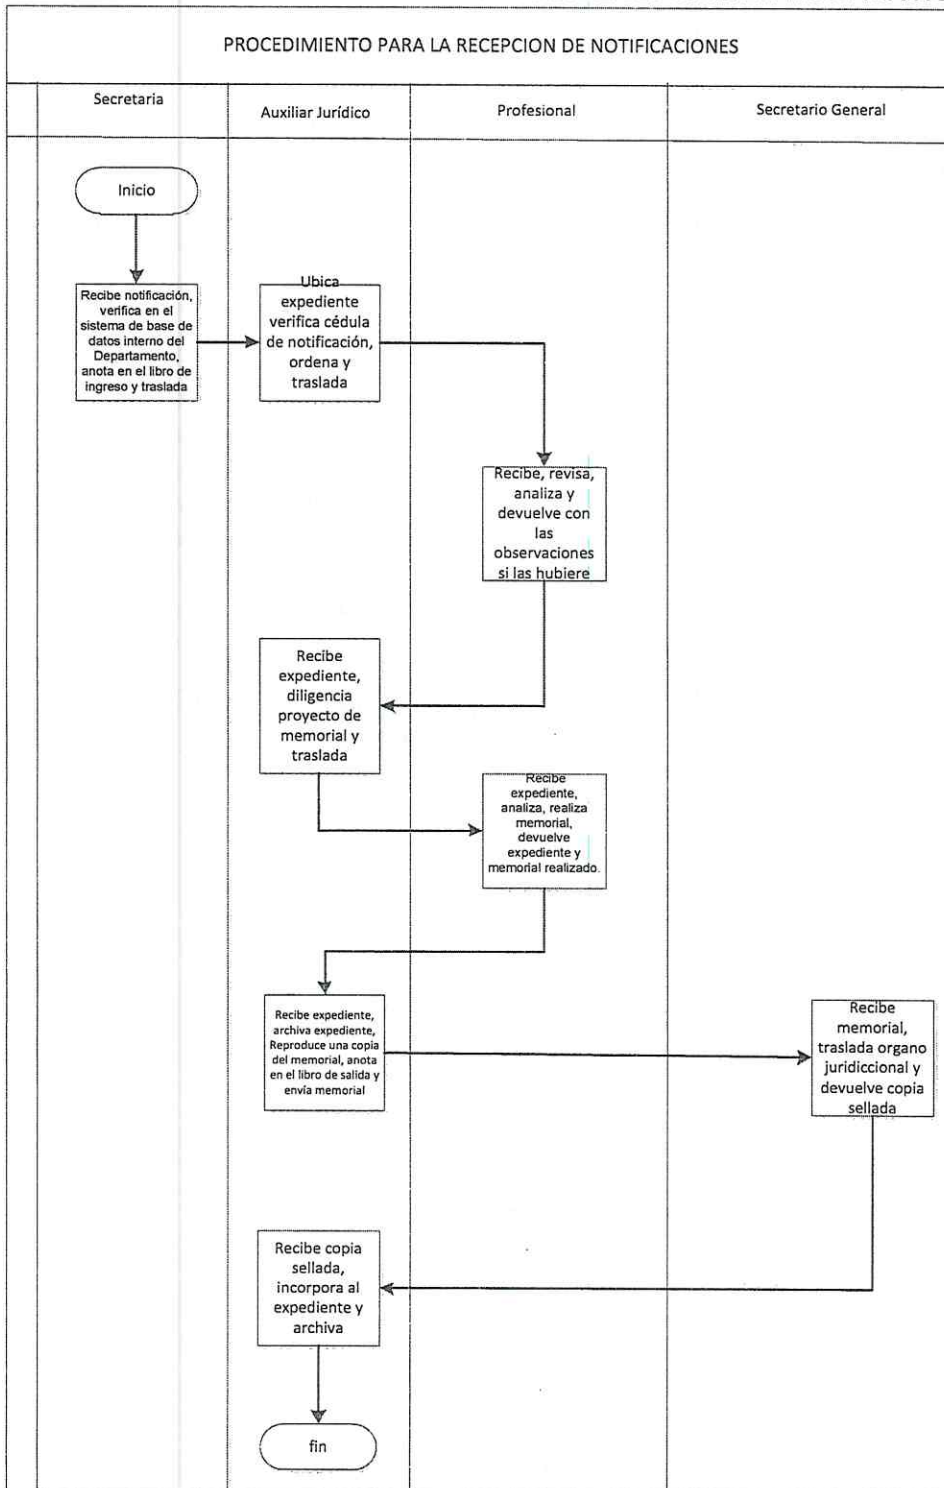 PROCEDIMIENTO PARA LA RECEPCION DE NOTIFICACIONES
Secretaria
Auxiliar Jurídico
Profesional
Secretario General
Inicio
Recibe notificación,
verifica en el
sistema de base de
datos interno del
Departamento,
anota en el libro de
ingreso y traslada
Ubica
expediente
verifica cédula
de notificación,
ordena y
traslada
Recibe, revisa,
analiza y
devuelve con
las
observaciones
si las hubiere
Recibe
expediente,
diligencia
proyecto de
memorial y
traslada
Recibe
expediente,
analiza, realiza
memorial,
devuelve
expediente y
memorial realizado.
Recibe expediente,
archiva expediente,
Reproduce una copia
del memorial, anota
en el libro de salida y
envía memorial
Recibe
memorial,
traslada organo
juridiccional y
devuelve copia
sellada
Recibe copia
sellada,
incorpora al
expediente y
archiva
fin